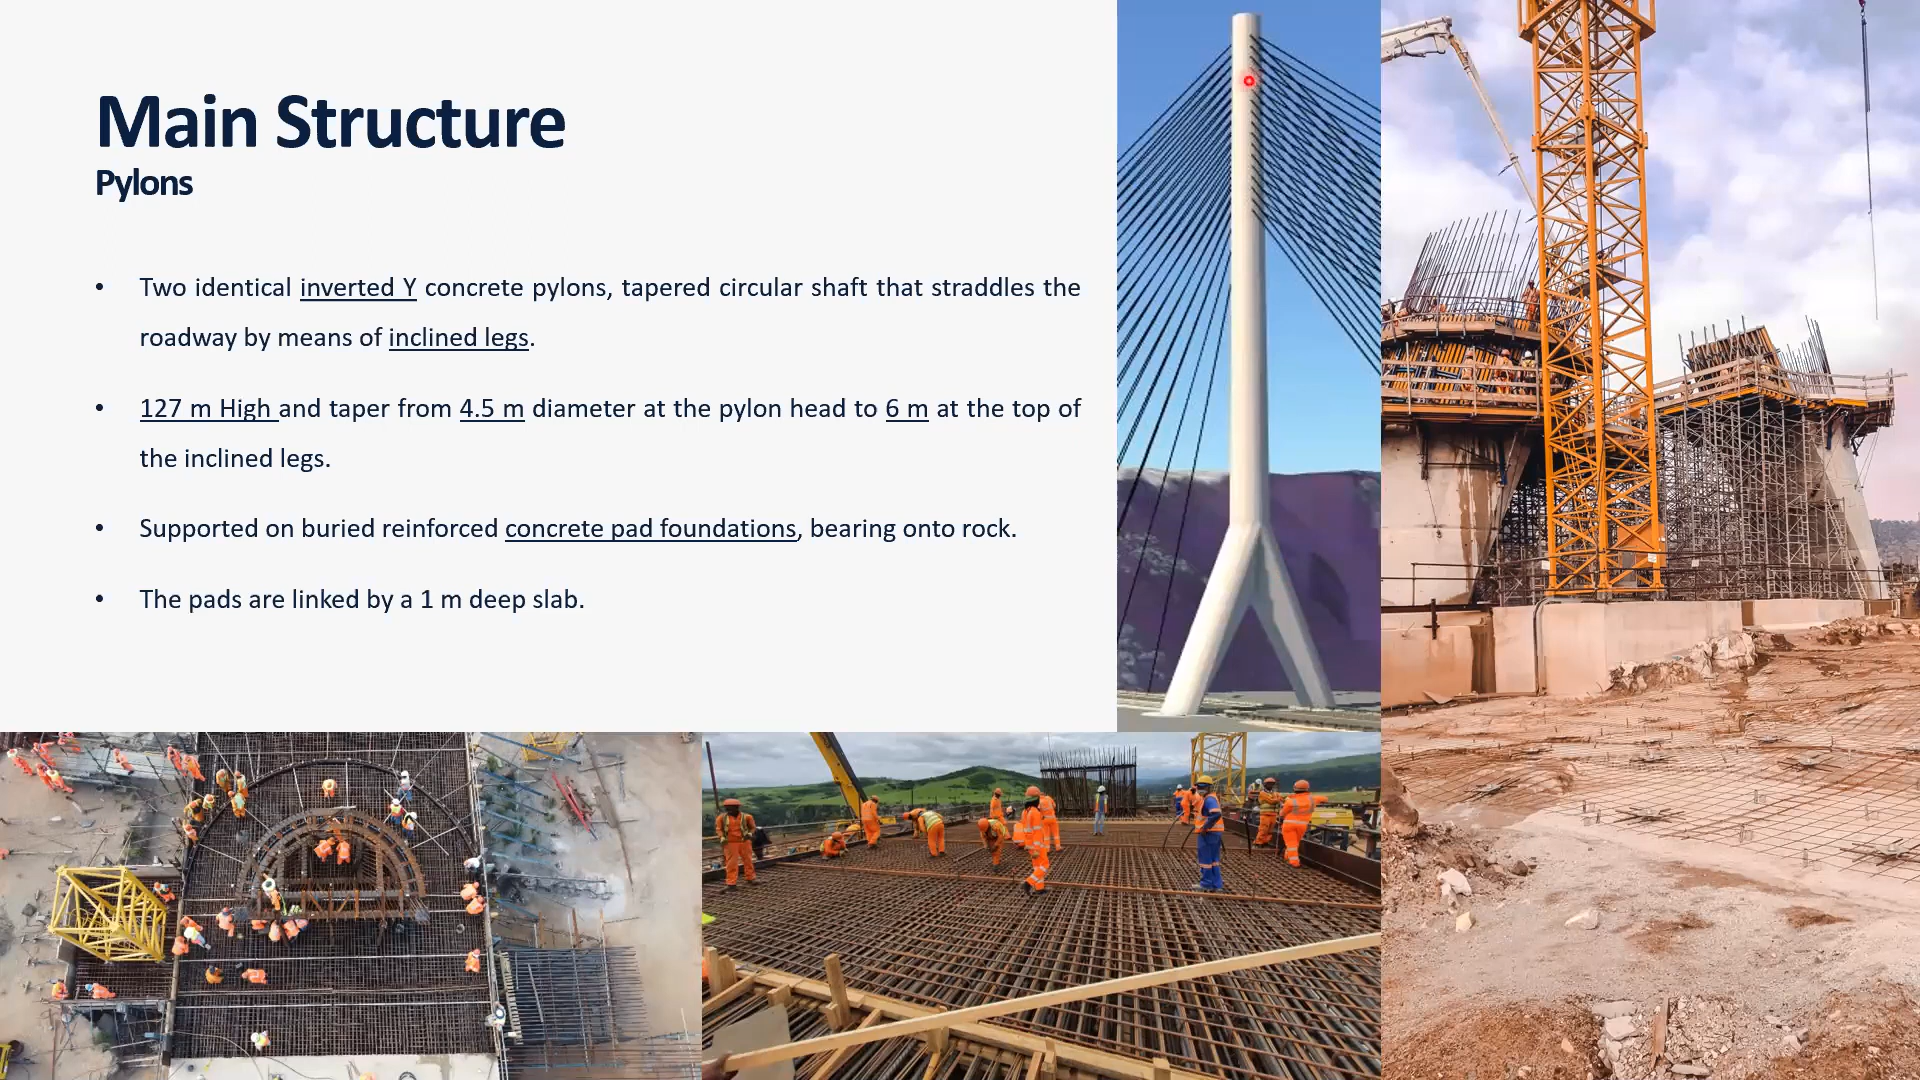 Main Structure
Pylons
• Two identical inverted Y concrete pylons, tapered circular shaft that straddles the
roadway by means of inclined legs.
• 127 m High and taper from 4.5 m diameter at the pylon head to 6 m at the top of
the inclined legs.
• Supported on buried reinforced concrete pad foundations, bearing onto rock.
• The pads are linked by a 1 m deep slab.